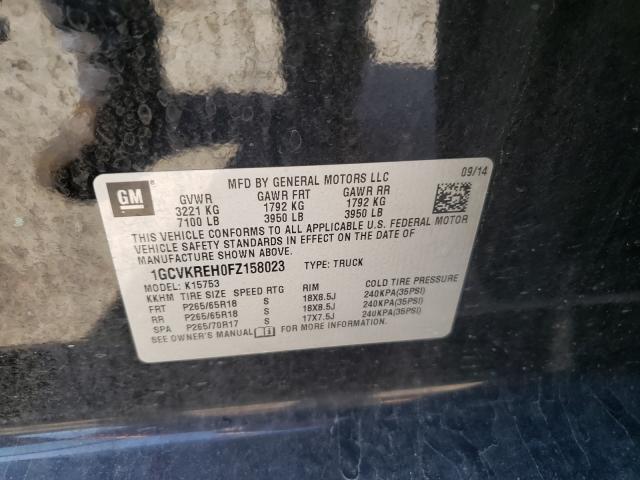 MFD BY GENERAL MOTORS LLC
09/14
GM
GVWR GAWR FRT GAWR RR
3221 KG 1792 KG 1792 KG
7100 LB 3950 LB 3950 LB
THIS VEHICLE CONFORMS TO ALL APPLICABLE U.S. FEDERAL MOTOR
VEHICLE SAFETY STANDARDS IN EFFECT ON THE DATE OF
MANUFACTURE SHOWN ABOVE.
1GCVKREH0FZ158023 TYPE: TRUCK
MODEL: K15753
KKHM TIRE SIZE SPEED RTG RIM COLD TIRE PRESSURE
FRT P265/65R18 S 18X8.5J 240KPA(35PSI)
RR P265/65R18 S 18X8.5J 240KPA(35PSI)
SPA P265/70R17 S 17X7.5J 240KPA(35PSI)
SEE OWNER'S MANUAL FOR MORE INFORMATION.